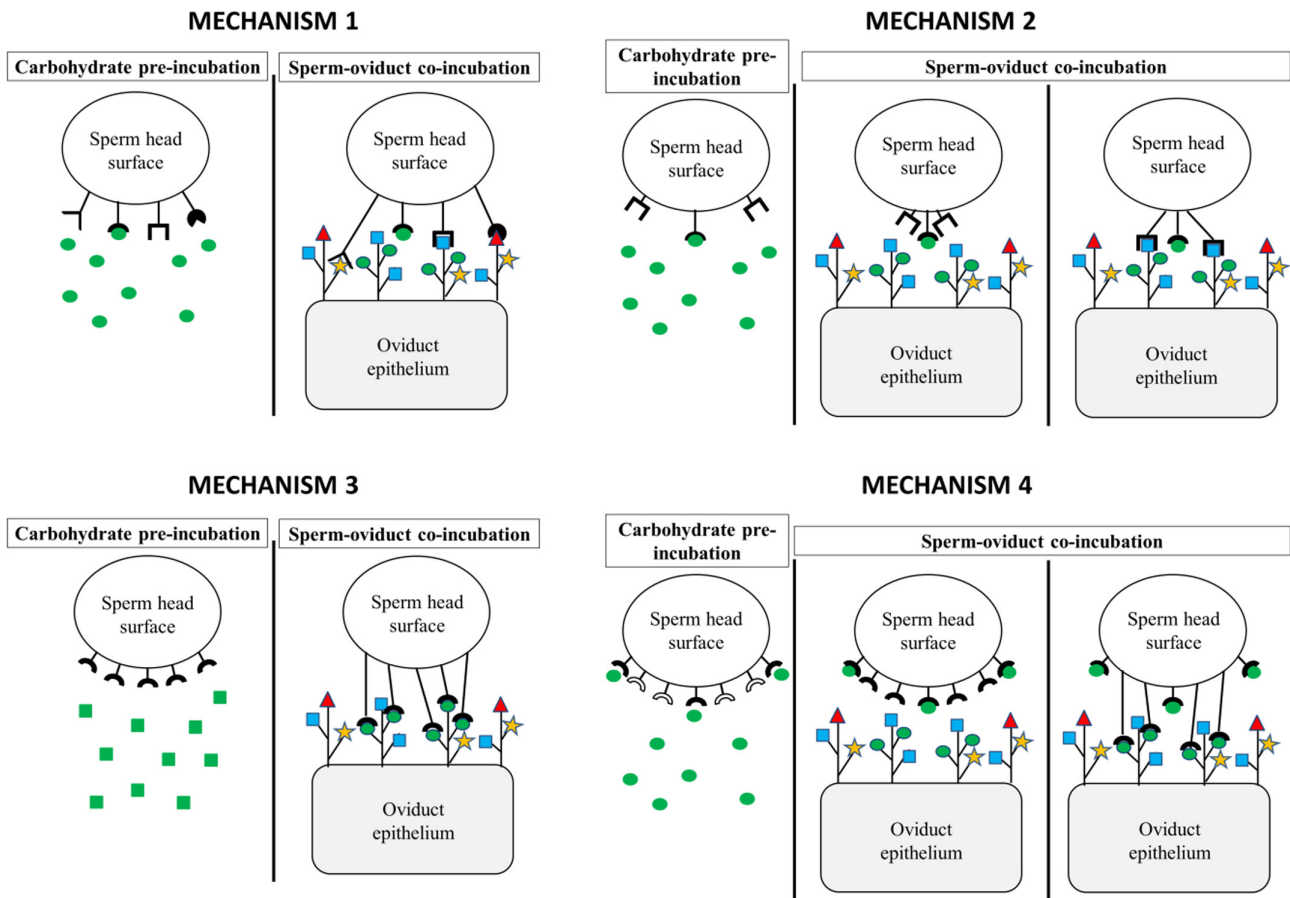 MECHANISM 1
Carbohydrate pre-incubation
Sperm-oviduct co-incubation
Sperm head
surface
Sperm head
surface
Oviduct
epithelium
MECHANISM 2
Carbohydrate pre-
incubation
Sperm-oviduct co-incubation
Sperm head
surface
Sperm head
surface
Sperm head
surface
Oviduct
epithelium
Oviduct
epithelium
MECHANISM 3
Carbohydrate pre-incubation
Sperm-oviduct co-incubation
Sperm head
surface
Sperm head
surface
Oviduct
epithelium
MECHANISM 4
Carbohydrate pre-
incubation
Sperm-oviduct co-incubation
Sperm head
surface
Sperm head
surface
Sperm head
surface
Oviduct
epithelium
Oviduct
epithelium